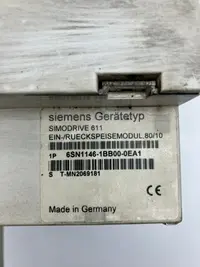 siemens Gerätetyp
SIMODRIVE 611
EIN-/RUECKSPEISEMODUL.80/10
1P 6SN1146-1BB00-0EA1
S T-MN2069181
CE
Made in Germany